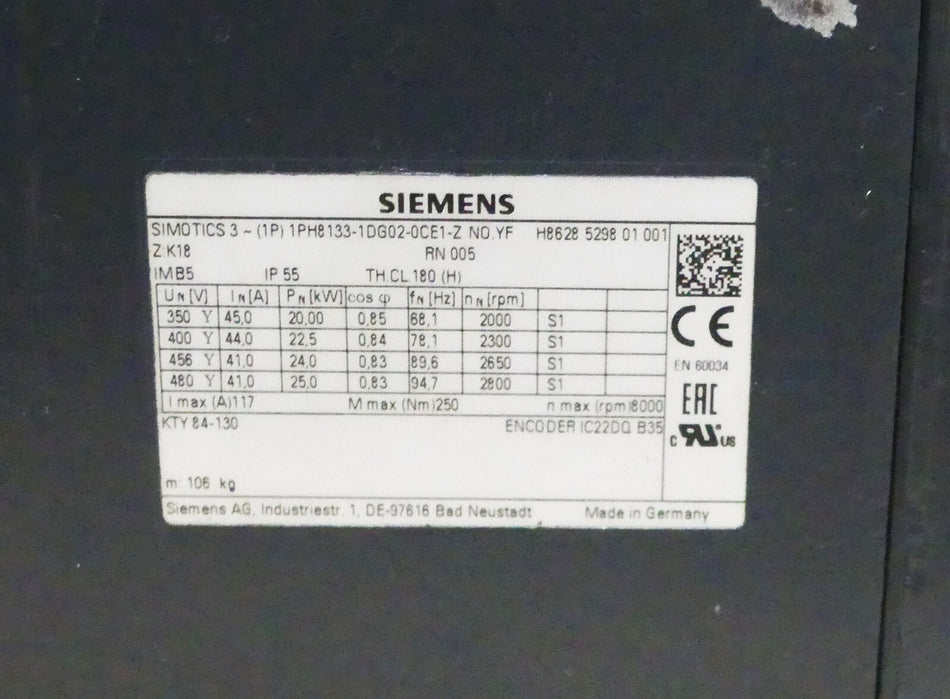 SIEMENS
SIMOTICS 3 ~ (1P) 1PH8133-1DG02-0CE1-Z NO.YF H8628 5298 01 001
Z:K18 RN 005
IMB5 IP 55 TH.CL 180 (H)
UN [V] IN [A] PN [kW] cos φ fN [Hz] nN [rpm]
350 Y 45,0 20,00 0,85 68,1 2000 S1
400 Y 44,0 22,5 0,84 78,1 2300 S1
456 Y 41,0 24,0 0,83 89,6 2650 S1
480 Y 41,0 25,0 0,83 94,7 2800 S1
I max (A)117 M max (Nm)250 n max (rpm)8000
KTY 84-130 ENCODER IC22DQ B35
m: 106 kg
Siemens AG, Industriestr. 1, DE-97616 Bad Neustadt Made in Germany
CE
EN 60034
EAC
c RU us